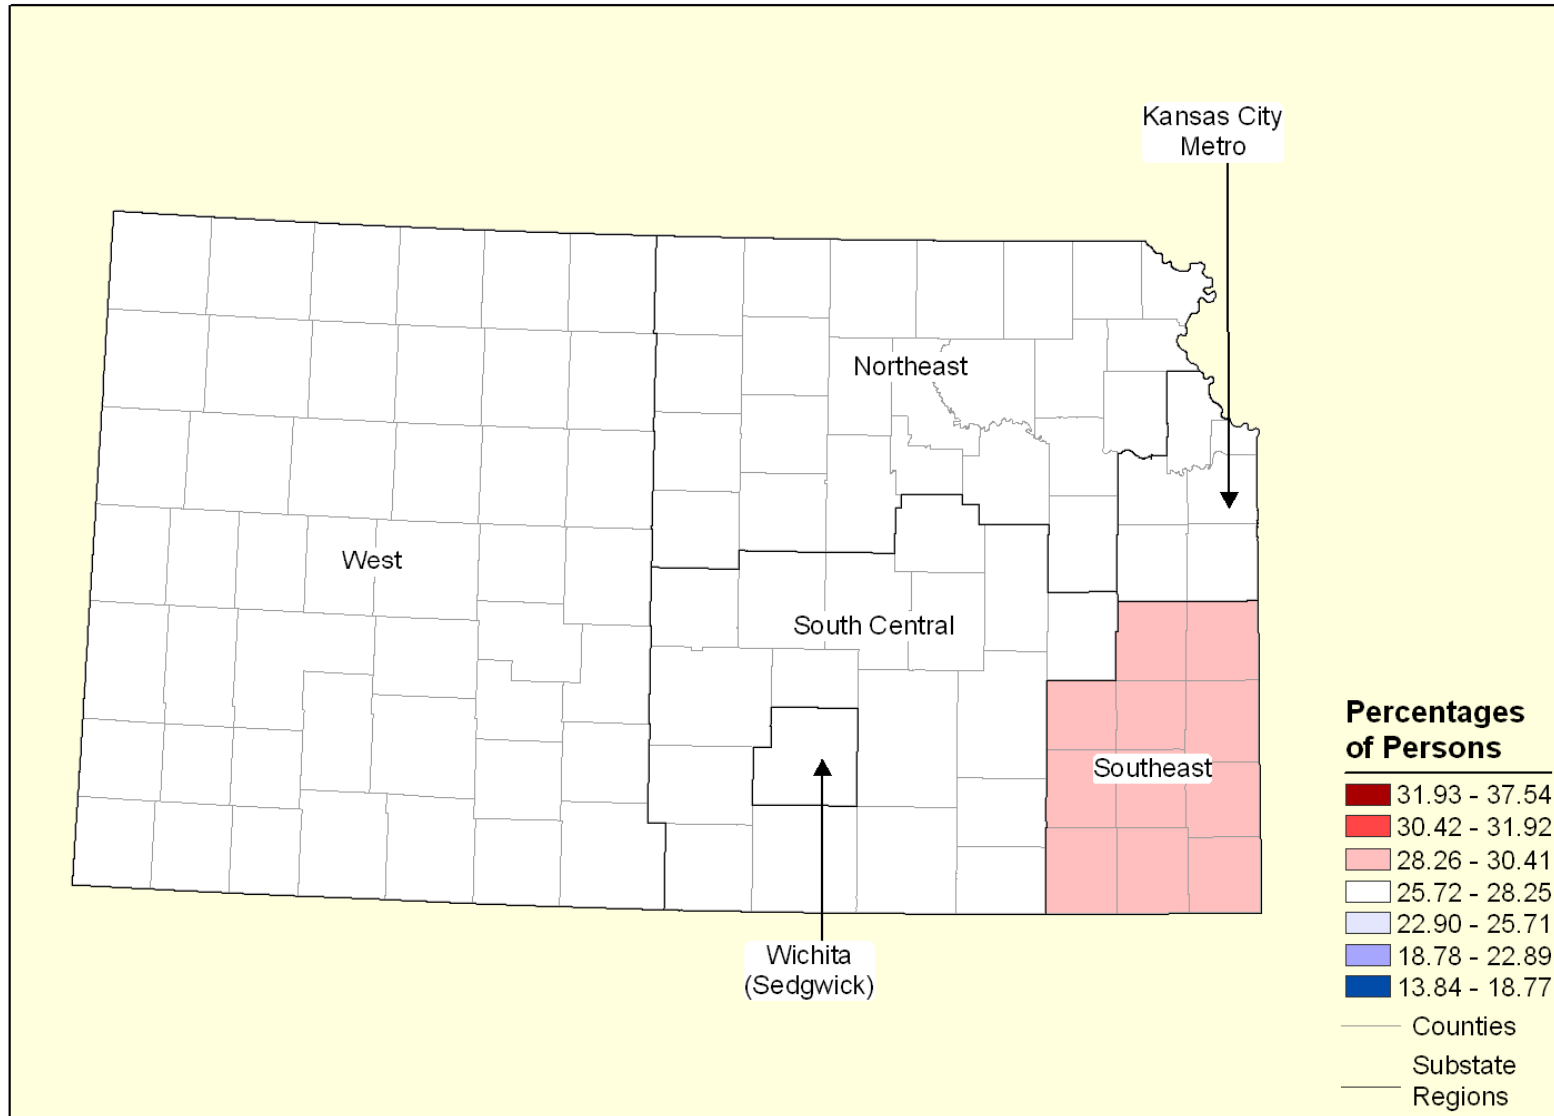 Kansas City
Metro
Northeast
West
South Central
Southeast
Wichita
(Sedgwick)
Percentages
of Persons
31.93 - 37.54
30.42 - 31.92
28.26 - 30.41
25.72 - 28.25
22.90 - 25.71
18.78 - 22.89
13.84 - 18.77
Counties
Substate
Regions